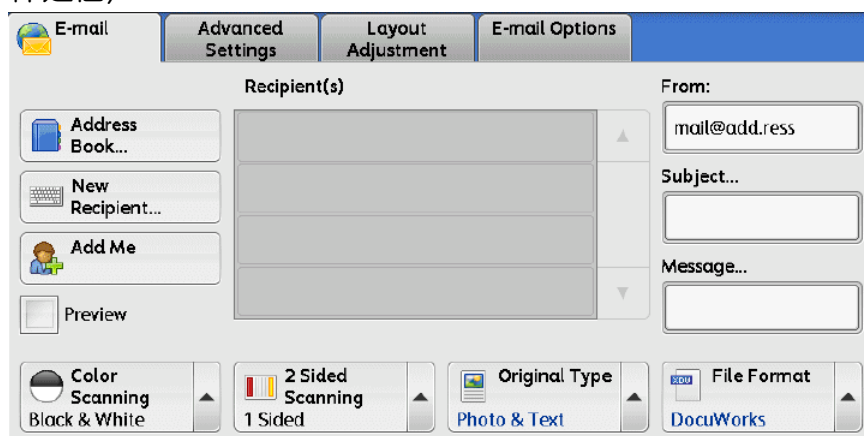 E-mail
Advanced
Settings
Layout
Adjustment
E-mail Options
Recipient(s)
From:
Address
Book...
mail@add.ress
New
Recipient...
Subject...
Add Me
Message...
Preview
Color
Scanning
Black & White
2 Sided
Scanning
1 Sided
Original Type
Photo & Text
XDW
File Format
DocuWorks